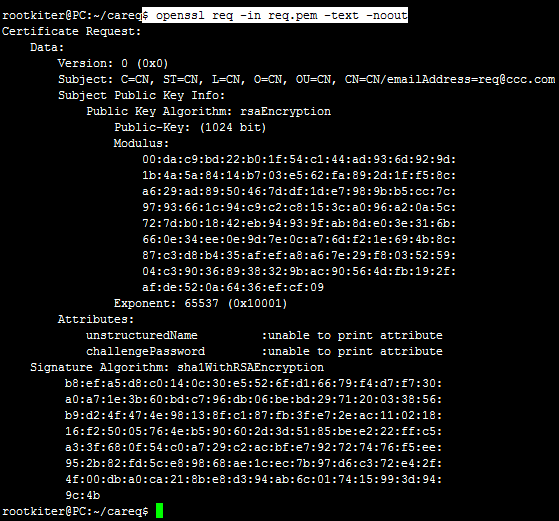 rootkiter@PC:~/careq$ openssl req -in req.pem -text -noout
Certificate Request:
    Data:
        Version: 0 (0x0)
        Subject: C=CN, ST=CN, L=CN, O=CN, OU=CN, CN=CN/emailAddress=req@ccc.com
        Subject Public Key Info:
            Public Key Algorithm: rsaEncryption
                Public-Key: (1024 bit)
                Modulus:
                    00:da:c9:bd:22:b0:1f:54:c1:44:ad:93:6d:92:9d:
                    1b:4a:5a:84:14:b7:03:e5:62:fa:89:2d:1f:f5:8c:
                    a6:29:ad:89:50:46:7d:df:1d:e7:98:9b:b5:cc:7c:
                    97:93:66:1c:94:c9:c2:c8:15:3c:a0:96:a2:0a:5c:
                    72:7d:b0:18:42:eb:94:93:9f:ab:8d:e0:3e:31:6b:
                    66:0e:34:ee:0e:9d:7e:0c:a7:6d:f2:1e:69:4b:8c:
                    87:c3:d8:b4:35:af:ef:a8:a6:7e:29:f8:03:52:59:
                    04:c3:90:36:89:38:32:9b:ac:90:56:4d:fb:19:2f:
                    af:de:52:0a:64:36:ef:cf:09
                Exponent: 65537 (0x10001)
        Attributes:
            unstructuredName         :unable to print attribute
            challengePassword        :unable to print attribute
    Signature Algorithm: sha1WithRSAEncryption
         b8:ef:a5:d8:c0:14:0c:30:e5:52:6f:d1:66:79:f4:d7:f7:30:
         a0:a7:1e:3b:60:bd:c7:96:db:06:be:bd:29:71:20:03:38:56:
         b9:d2:4f:47:4e:98:13:8f:c1:87:fb:3f:e7:2e:ac:11:02:18:
         16:f2:50:05:76:4e:b5:90:60:2d:3d:51:85:be:e2:22:ff:c5:
         a3:3f:68:0f:54:c0:a7:29:c2:ac:bf:e7:92:72:74:76:f5:ee:
         95:2b:82:fd:5c:e8:98:68:ae:1c:ec:7b:97:d6:c3:72:e4:2f:
         4f:00:db:a0:ca:21:8b:e8:d3:94:ab:6c:01:74:15:99:3d:94:
         9c:4b
rootkiter@PC:~/careq$